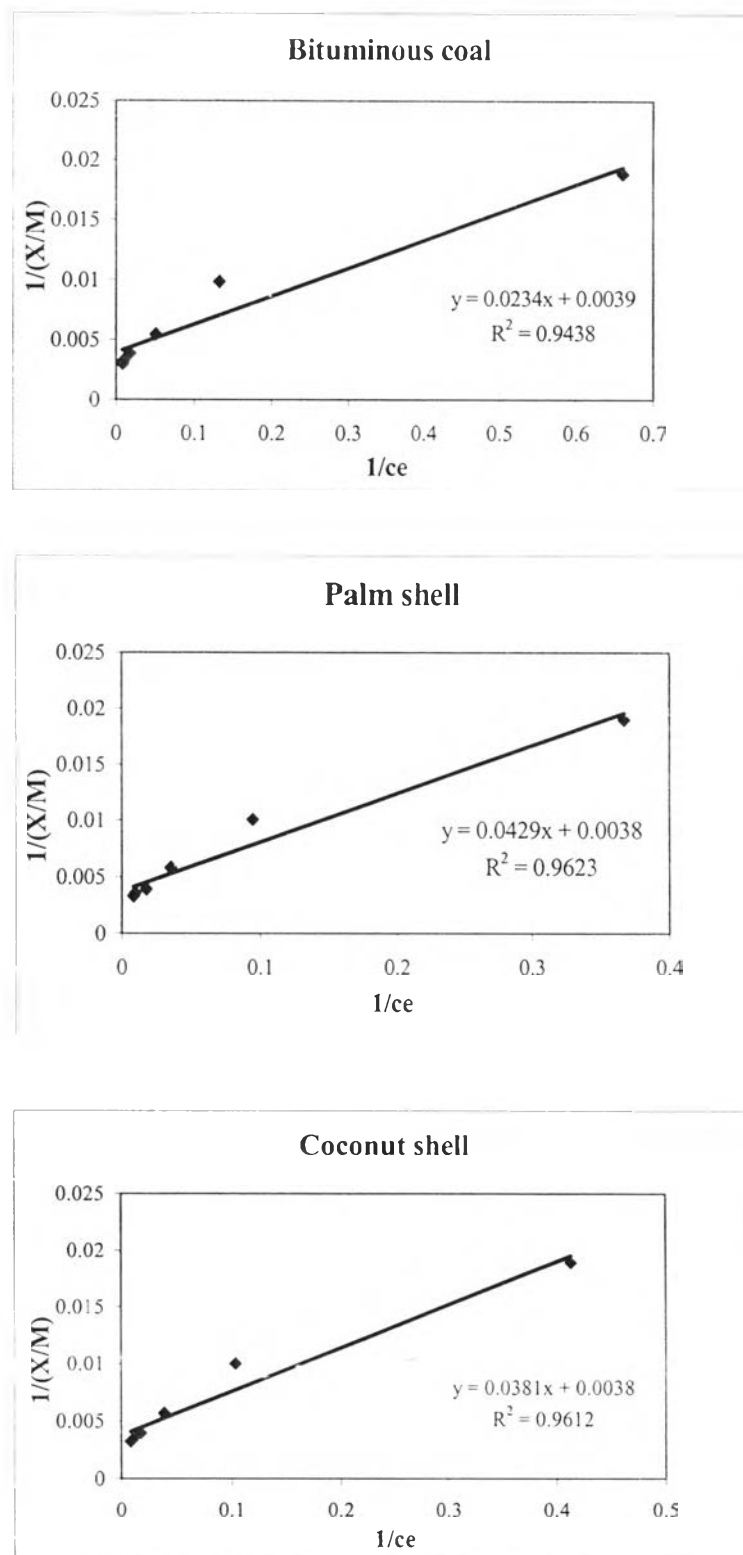 Bituminous coal
0.025
0.02
0.015
0.01
0.005
0
1/(X/M)
y = 0.0234x + 0.0039
R² = 0.9438
0 0.1 0.2 0.3 0.4 0.5 0.6 0.7
1/ce
Palm shell
0.025
0.02
0.015
0.01
0.005
0
1/(X/M)
y = 0.0429x + 0.0038
R² = 0.9623
0 0.1 0.2 0.3 0.4
1/ce
Coconut shell
0.025
0.02
0.015
0.01
0.005
0
1/(X/M)
y = 0.0381x + 0.0038
R² = 0.9612
0 0.1 0.2 0.3 0.4 0.5
1/ce